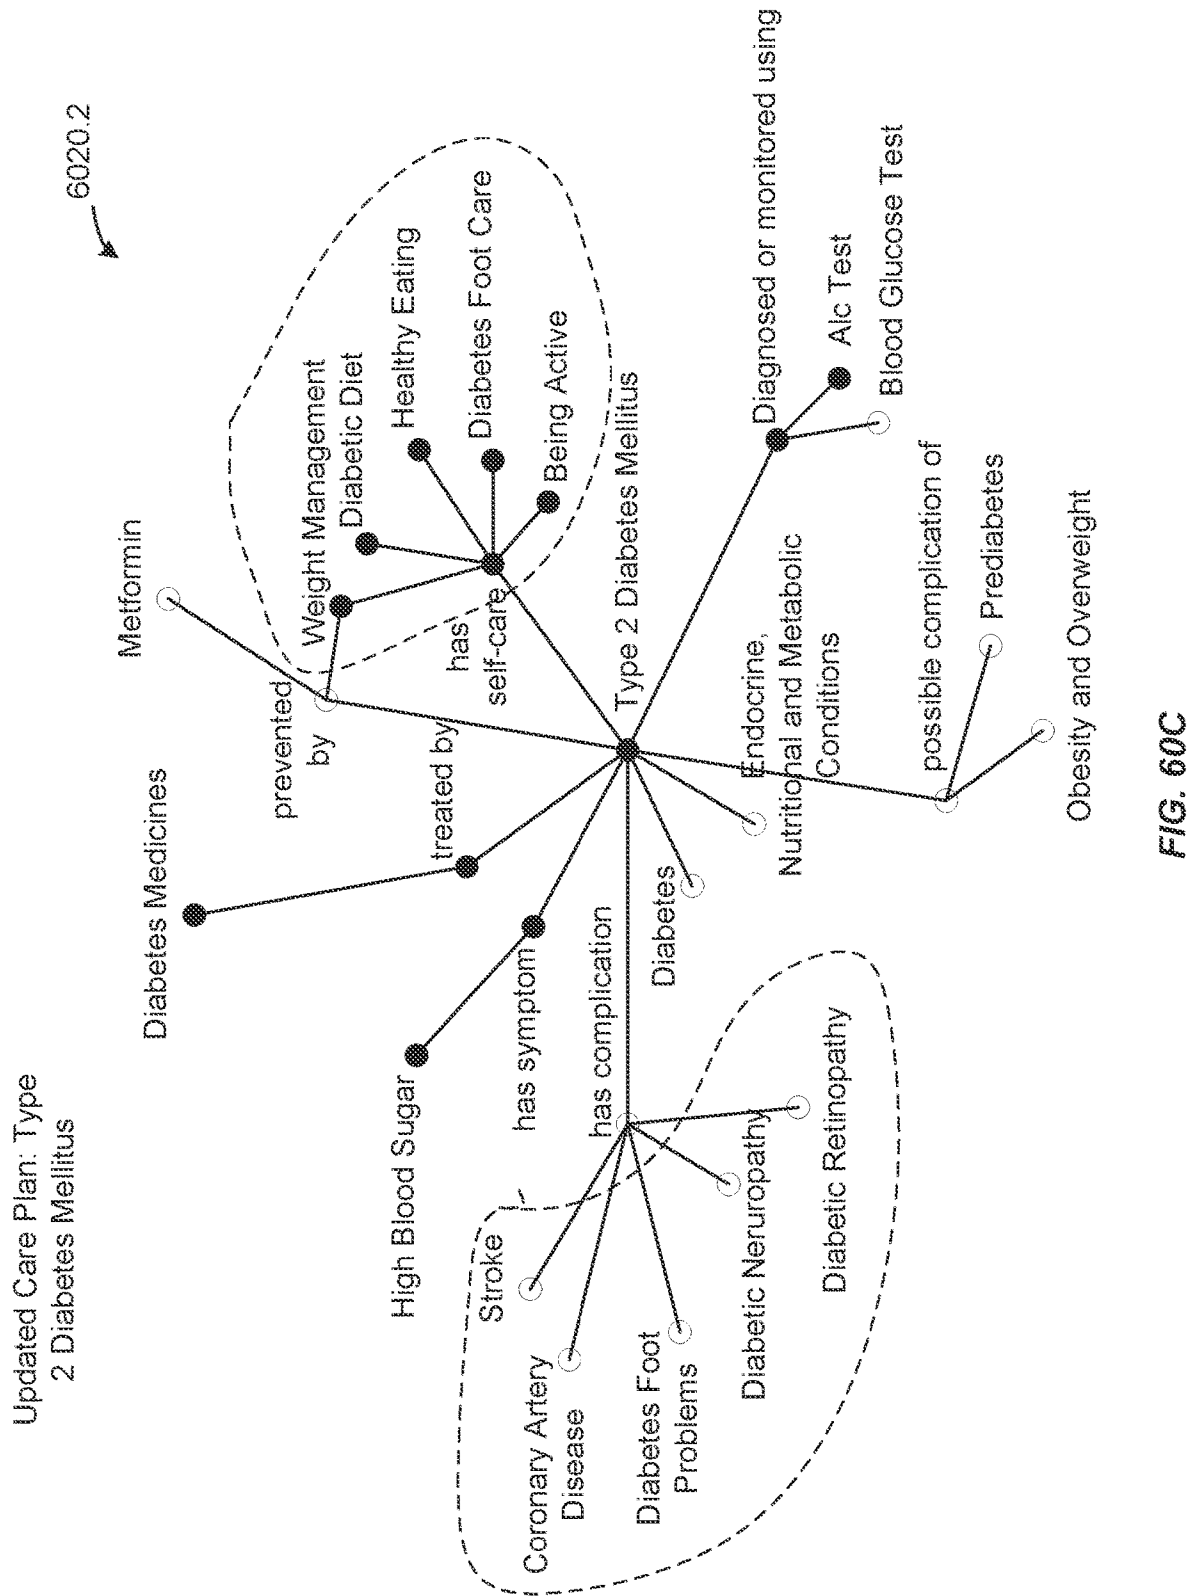 Updated Care Plan: Type
2 Diabetes Mellitus
6020.2
Diabetes Medicines
Metformin
prevented
by
Weight Management
Diabetic Diet
Healthy Eating
Diabetes Foot Care
Being Active
has
self-care
treated by
High Blood Sugar
has symptom
Type 2 Diabetes Mellitus
has complication
Stroke
Coronary Artery
Disease
Diabetes Foot
Problems
Diabetic Neruropathy
Diabetic Retinopathy
Diabetes
Endocrine,
Nutritional and Metabolic
Conditions
Diagnosed or monitored using
Alc Test
Blood Glucose Test
possible complication of
Prediabetes
Obesity and Overweight
FIG. 60C